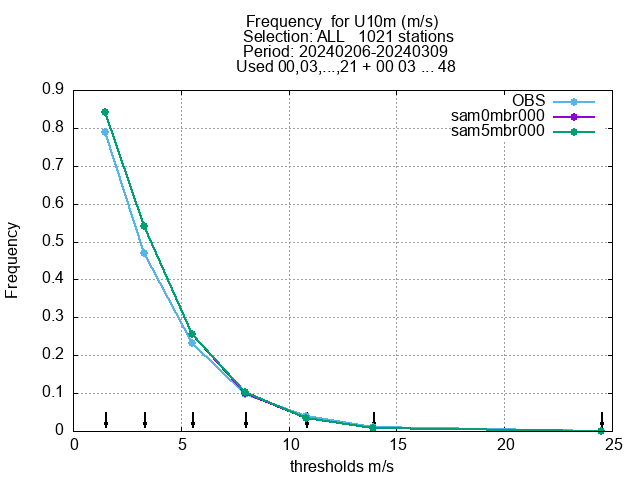 Frequency  for U10m (m/s)
Selection: ALL   1021 stations
Period: 20240206-20240309
Used 00,03,...,21 + 00 03 ... 48
OBS
sam0mbr000
sam5mbr000
0.9
0.8
0.7
0.6
0.5
0.4
0.3
0.2
0.1
0
Frequency
0 5 10 15 20 25
thresholds m/s